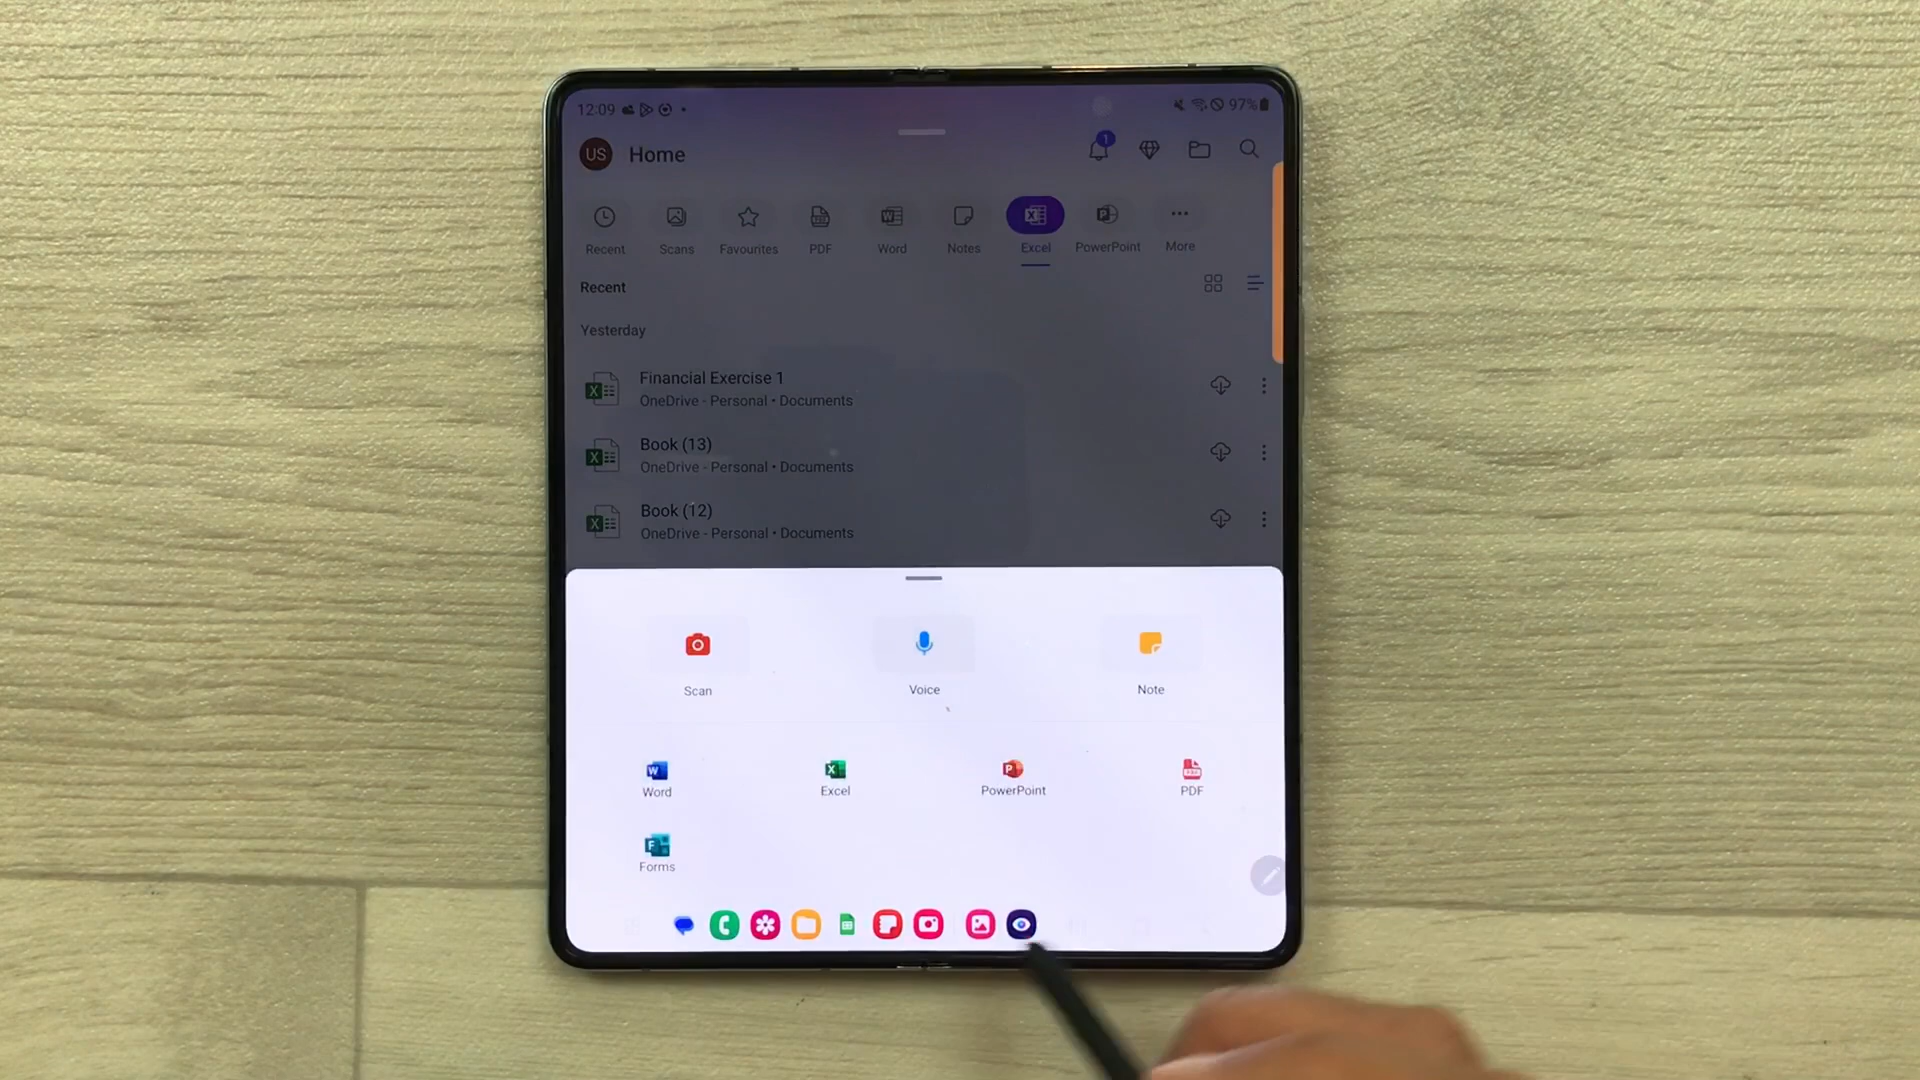 12:09
97%
US
Home
1
Recent
Scans
Favourites
PDF
Word
Notes
Excel
PowerPoint
More
Recent
Yesterday
Financial Exercise 1
OneDrive - Personal • Documents
Book (13)
OneDrive - Personal • Documents
Book (12)
OneDrive - Personal • Documents
Scan
Voice
Note
Word
Excel
PowerPoint
PDF
Forms